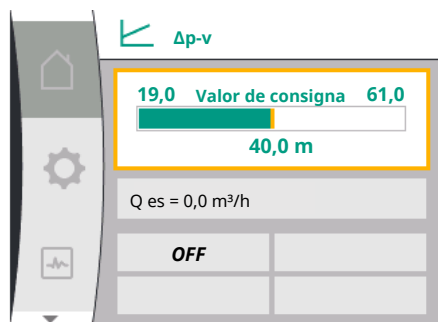 Δp-v
19,0 Valor de consigna 61,0
40,0 m
Q es = 0,0 m³/h
OFF